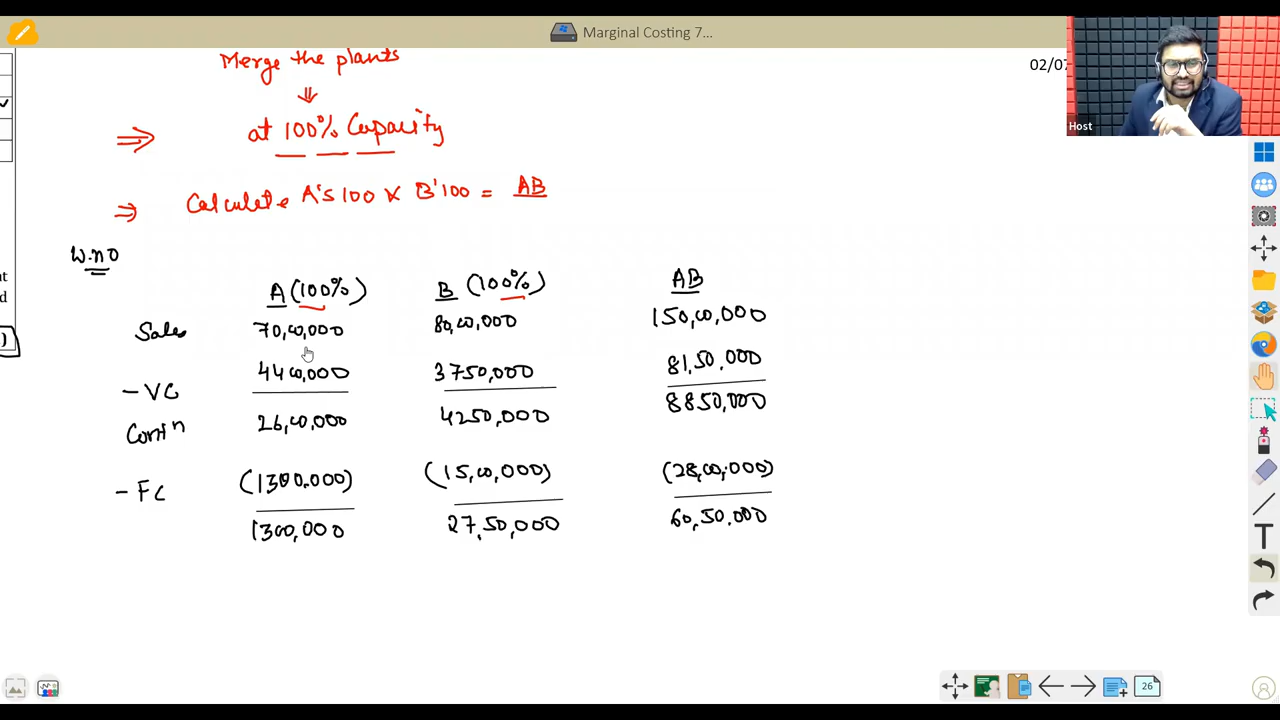 Marginal Costing 7...
Merge the plants
02/07
⇓
Host
⇒ at 100% Capacity
⇒ Calculate A's 100 × B'100 = AB
W.no
A (100%) B (100%) AB
Sales 70,00,000 80,00,000 150,00,000
- VC 4400,000 3750,000 81,50,000
Contiⁿ 26,00,000 4250,000 8850,000
- FC (1300,000) (15,00,000) (28,00,000)
1300,000 27,50,000 60,50,000
26